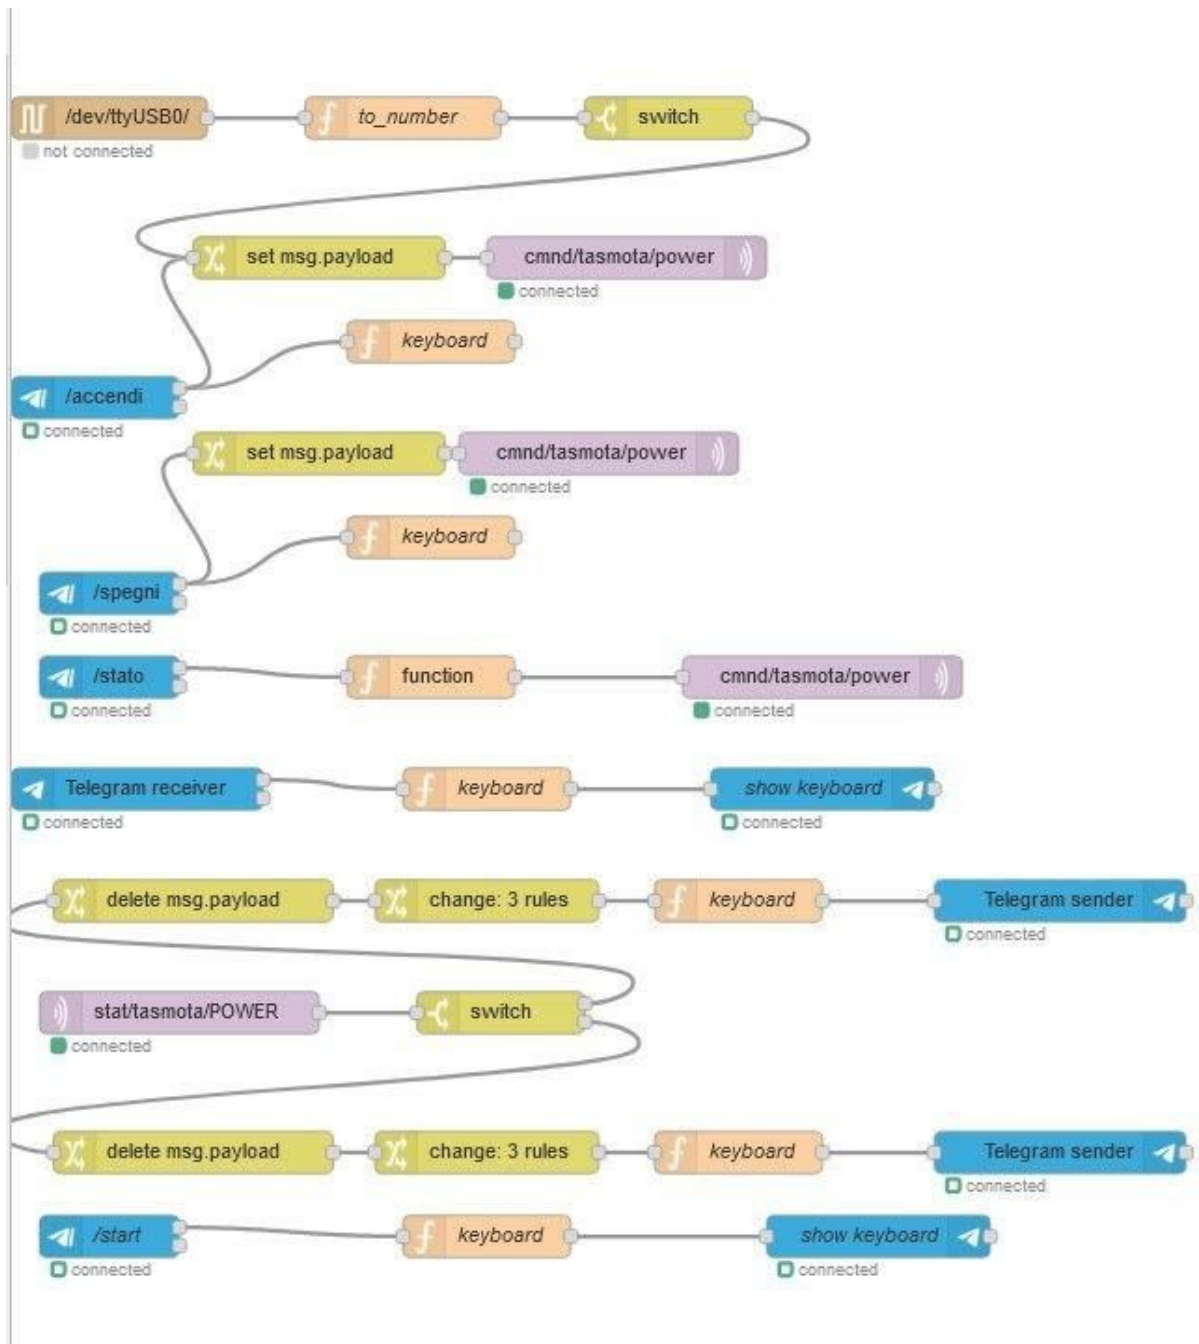 /dev/ttyUSB0/ to_number switch
not connected
set msg.payload cmnd/tasmota/power
connected
keyboard
/accendi
connected
set msg.payload cmnd/tasmota/power
connected
keyboard
/spegni
connected
/stato function cmnd/tasmota/power
connected connected
Telegram receiver keyboard show keyboard
connected connected
delete msg.payload change: 3 rules keyboard Telegram sender
connected
stat/tasmota/POWER switch
connected
delete msg.payload change: 3 rules keyboard Telegram sender
connected
/start keyboard show keyboard
connected connected